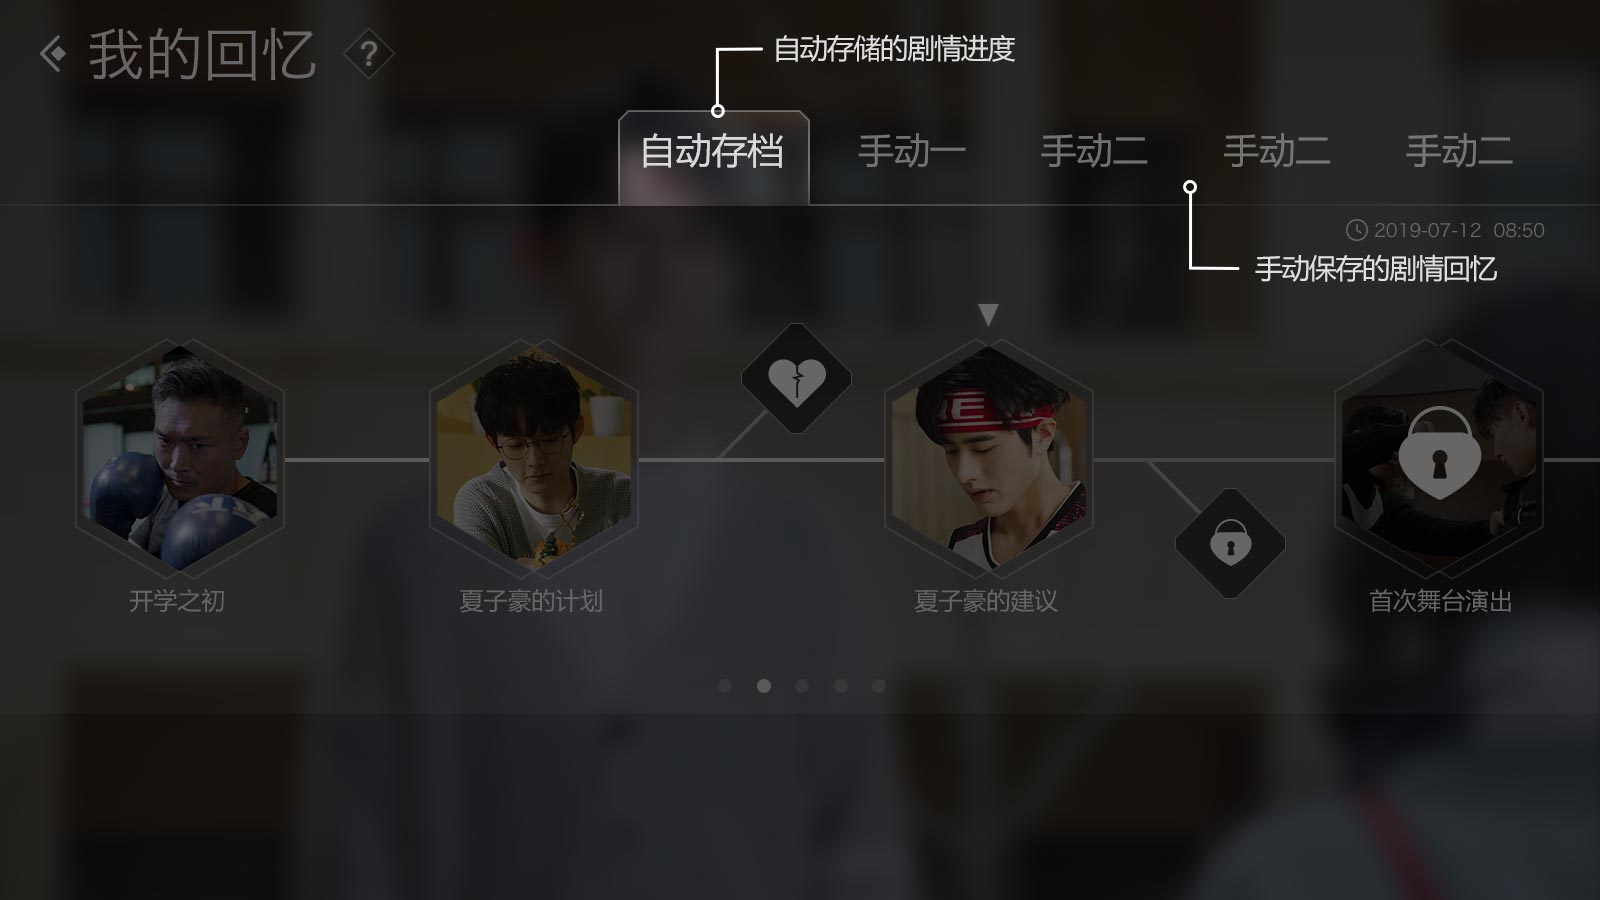 我的回忆
?
自动存储的剧情进度
自动存档
手动一
手动二
手动二
手动二
2019-07-12 08:50
手动保存的剧情回忆
开学之初
夏子豪的计划
夏子豪的建议
首次舞台演出